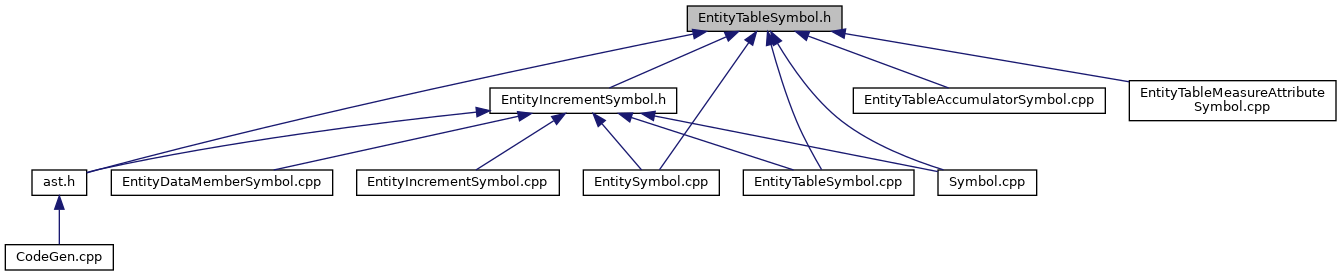 EntityTableSymbol.h
EntityIncrementSymbol.h
EntityTableAccumulatorSymbol.cpp
EntityTableMeasureAttribute
Symbol.cpp
ast.h
EntityDataMemberSymbol.cpp
EntityIncrementSymbol.cpp
EntitySymbol.cpp
EntityTableSymbol.cpp
Symbol.cpp
CodeGen.cpp